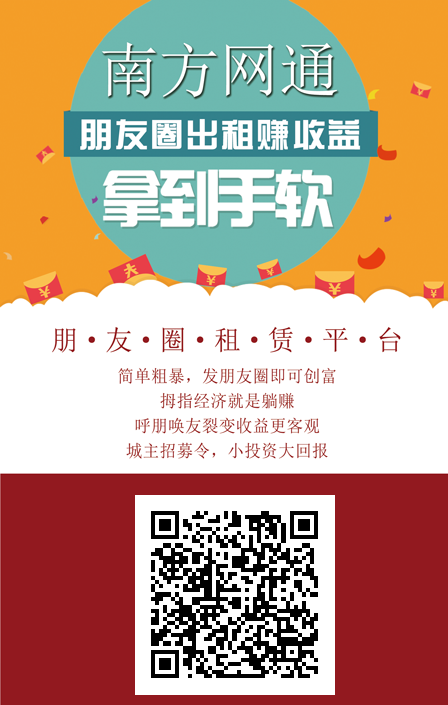 南方网通
朋友圈出租赚收益
拿到手软
¥
大
¥
¥
¥
¥
¥
朋·友·圈·租·赁·平·台
简单粗暴，发朋友圈即可创富
拇指经济就是躺赚
呼朋唤友裂变收益更客观
城主招募令，小投资大回报